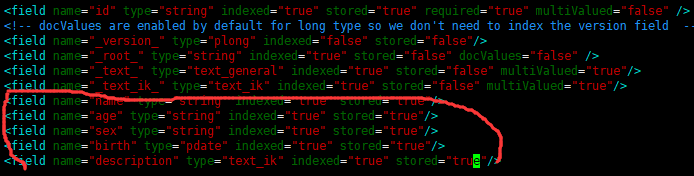 <field name="id" type="string" indexed="true" stored="true" required="true" multiValued="false" />
<!-- docValues are enabled by default for long type so we don't need to index the version field  --
<field name="_version_" type="plong" indexed="false" stored="false"/>
<field name="_root_" type="string" indexed="true" stored="false" docValues="false" />
<field name="_text_" type="text_general" indexed="true" stored="false" multiValued="true"/>
<field name="_text_ik_" type="text_ik" indexed="true" stored="false" multiValued="true"/>
<field name="name" type="string" indexed="true" stored="true"/>
<field name="age" type="string" indexed="true" stored="true"/>
<field name="sex" type="string" indexed="true" stored="true"/>
<field name="birth" type="pdate" indexed="true" stored="true"/>
<field name="description" type="text_ik" indexed="true" stored="true"/>